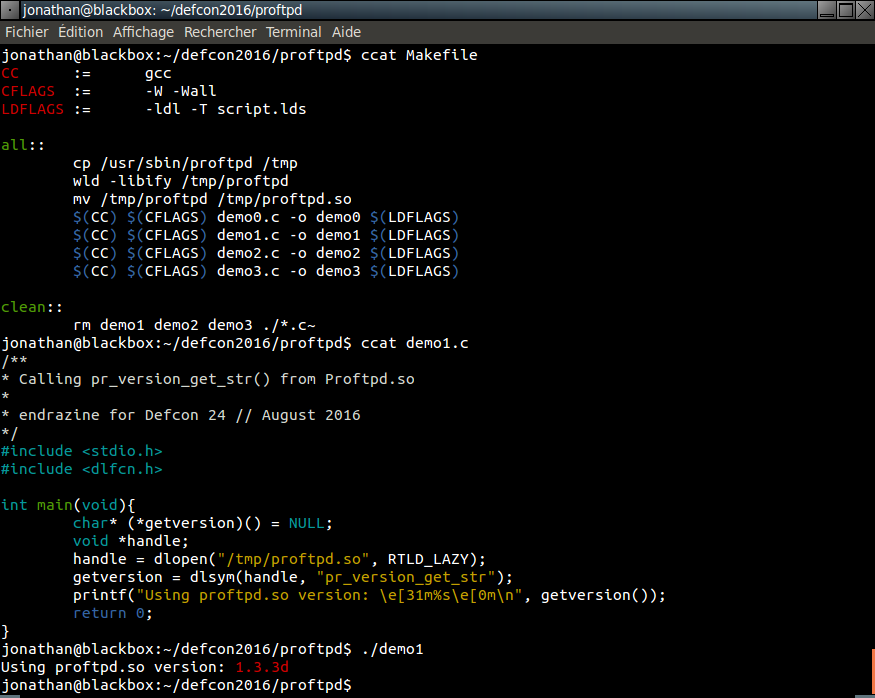 jonathan@blackbox: ~/defcon2016/proftpd
Fichier Édition Affichage Rechercher Terminal Aide
jonathan@blackbox:~/defcon2016/proftpd$ ccat Makefile
CC      :=      gcc
CFLAGS  :=      -W -Wall
LDFLAGS :=      -ldl -T script.lds
all::
        cp /usr/sbin/proftpd /tmp
        wld -libify /tmp/proftpd
        mv /tmp/proftpd /tmp/proftpd.so
        $(CC) $(CFLAGS) demo0.c -o demo0 $(LDFLAGS)
        $(CC) $(CFLAGS) demo1.c -o demo1 $(LDFLAGS)
        $(CC) $(CFLAGS) demo2.c -o demo2 $(LDFLAGS)
        $(CC) $(CFLAGS) demo3.c -o demo3 $(LDFLAGS)
clean::
        rm demo1 demo2 demo3 ./*.c~
jonathan@blackbox:~/defcon2016/proftpd$ ccat demo1.c
/**
* Calling pr_version_get_str() from Proftpd.so
*
* endrazine for Defcon 24 // August 2016
*/
#include <stdio.h>
#include <dlfcn.h>
int main(void){
        char* (*getversion)() = NULL;
        void *handle;
        handle = dlopen("/tmp/proftpd.so", RTLD_LAZY);
        getversion = dlsym(handle, "pr_version_get_str");
        printf("Using proftpd.so version: \e[31m%s\e[0m\n", getversion());
        return 0;
}
jonathan@blackbox:~/defcon2016/proftpd$ ./demo1
Using proftpd.so version: 1.3.3d
jonathan@blackbox:~/defcon2016/proftpd$